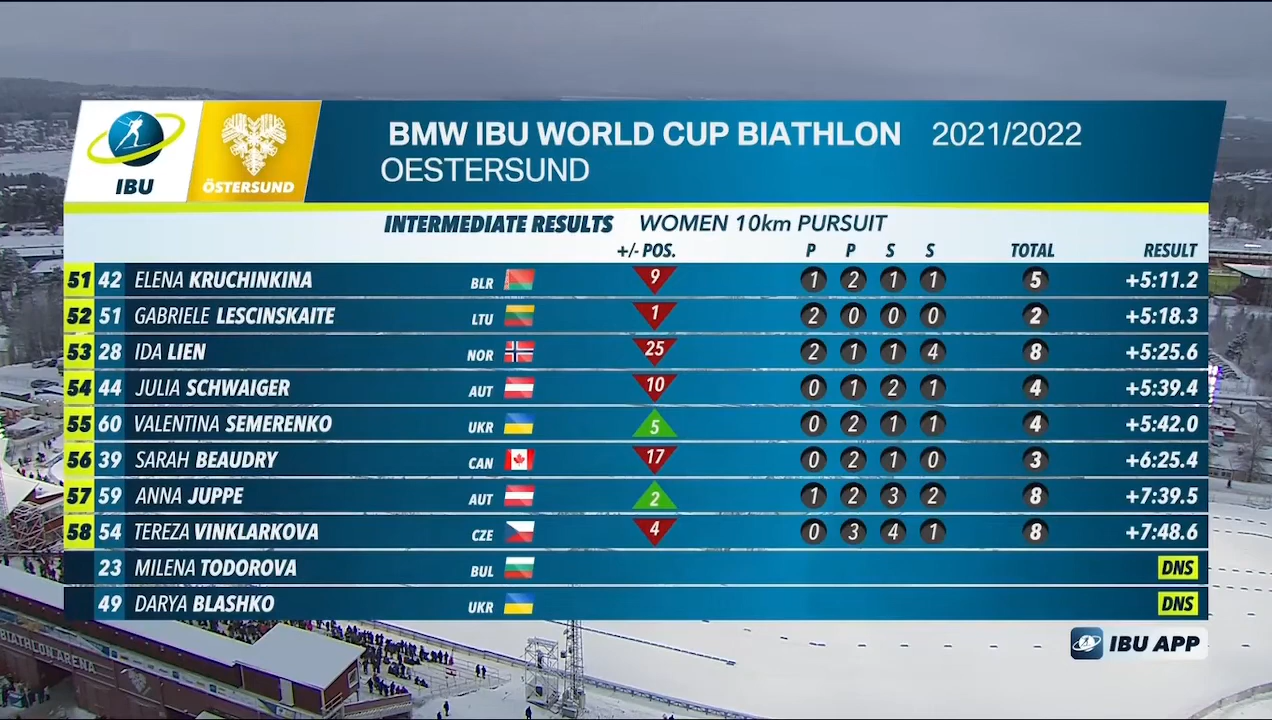 BMW IBU WORLD CUP BIATHLON 2021/2022
OESTERSUND
IBU
ÖSTERSUND
INTERMEDIATE RESULTS WOMEN 10km PURSUIT
+/- POS. P P S S TOTAL RESULT
51 42 ELENA KRUCHINKINA BLR 9 1 2 1 1 5 +5:11.2
52 51 GABRIELE LESCINSKAITE LTU 1 2 0 0 0 2 +5:18.3
53 28 IDA LIEN NOR 25 2 1 1 4 8 +5:25.6
54 44 JULIA SCHWAIGER AUT 10 0 1 2 1 4 +5:39.4
55 60 VALENTINA SEMERENKO UKR 5 0 2 1 1 4 +5:42.0
56 39 SARAH BEAUDRY CAN 17 0 2 1 0 3 +6:25.4
57 59 ANNA JUPPE AUT 2 1 2 3 2 8 +7:39.5
58 54 TEREZA VINKLARKOVA CZE 4 0 3 4 1 8 +7:48.6
23 MILENA TODOROVA BUL DNS
49 DARYA BLASHKO UKR DNS
BIATHLON ARENA
IBU APP